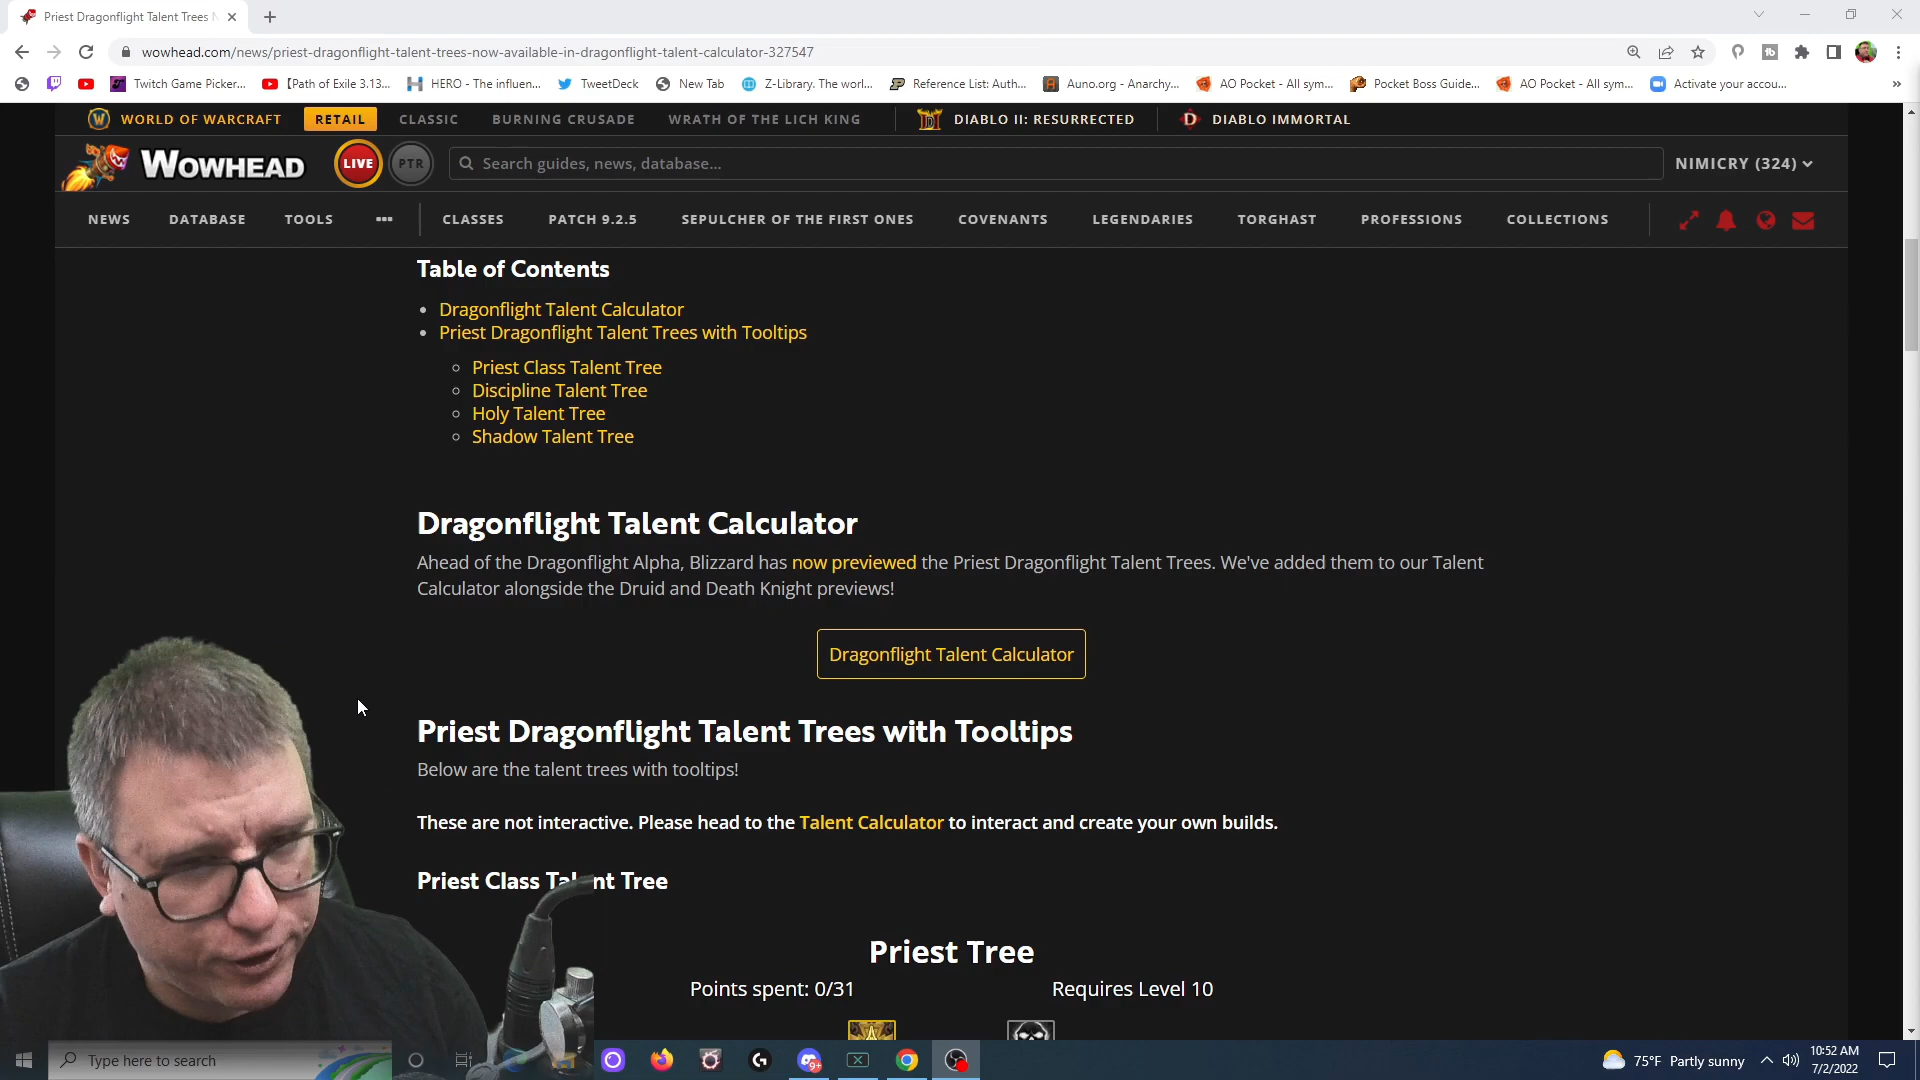 Priest Dragonflight Talent Trees N
wowhead.com/news/priest-dragonflight-talent-trees-now-available-in-dragonflight-talent-calculator-327547
Twitch Game Picker...
【Path of Exile 3.13...
HERO - The influen...
TweetDeck
New Tab
Z-Library. The worl...
Reference List: Auth...
Auno.org - Anarchy...
AO Pocket - All sym...
Pocket Boss Guide...
AO Pocket - All sym...
Activate your accou...
»
WORLD OF WARCRAFT
RETAIL
CLASSIC
BURNING CRUSADE
WRATH OF THE LICH KING
DIABLO II: RESURRECTED
DIABLO IMMORTAL
WOWHEAD
LIVE
PTR
Search guides, news, database...
NIMICRY (324)
NEWS
DATABASE
TOOLS
•••
CLASSES
PATCH 9.2.5
SEPULCHER OF THE FIRST ONES
COVENANTS
LEGENDARIES
TORGHAST
PROFESSIONS
COLLECTIONS
Table of Contents
• Dragonflight Talent Calculator
• Priest Dragonflight Talent Trees with Tooltips
○ Priest Class Talent Tree
○ Discipline Talent Tree
○ Holy Talent Tree
○ Shadow Talent Tree
Dragonflight Talent Calculator
Ahead of the Dragonflight Alpha, Blizzard has now previewed the Priest Dragonflight Talent Trees. We've added them to our Talent
Calculator alongside the Druid and Death Knight previews!
Dragonflight Talent Calculator
Priest Dragonflight Talent Trees with Tooltips
Below are the talent trees with tooltips!
These are not interactive. Please head to the Talent Calculator to interact and create your own builds.
Priest Class Talent Tree
Priest Tree
Points spent: 0/31
Requires Level 10
Type here to search
9+
75°F Partly sunny
10:52 AM
7/2/2022